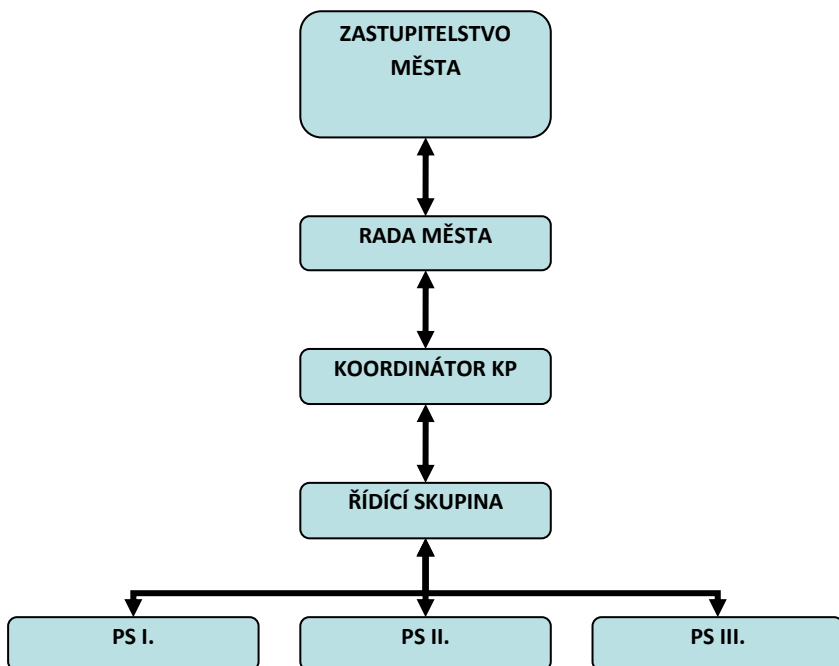 ZASTUPITELSTVO
MĚSTA
RADA MĚSTA
KOORDINÁTOR KP
ŘÍDÍCÍ SKUPINA
PS I.
PS II.
PS III.